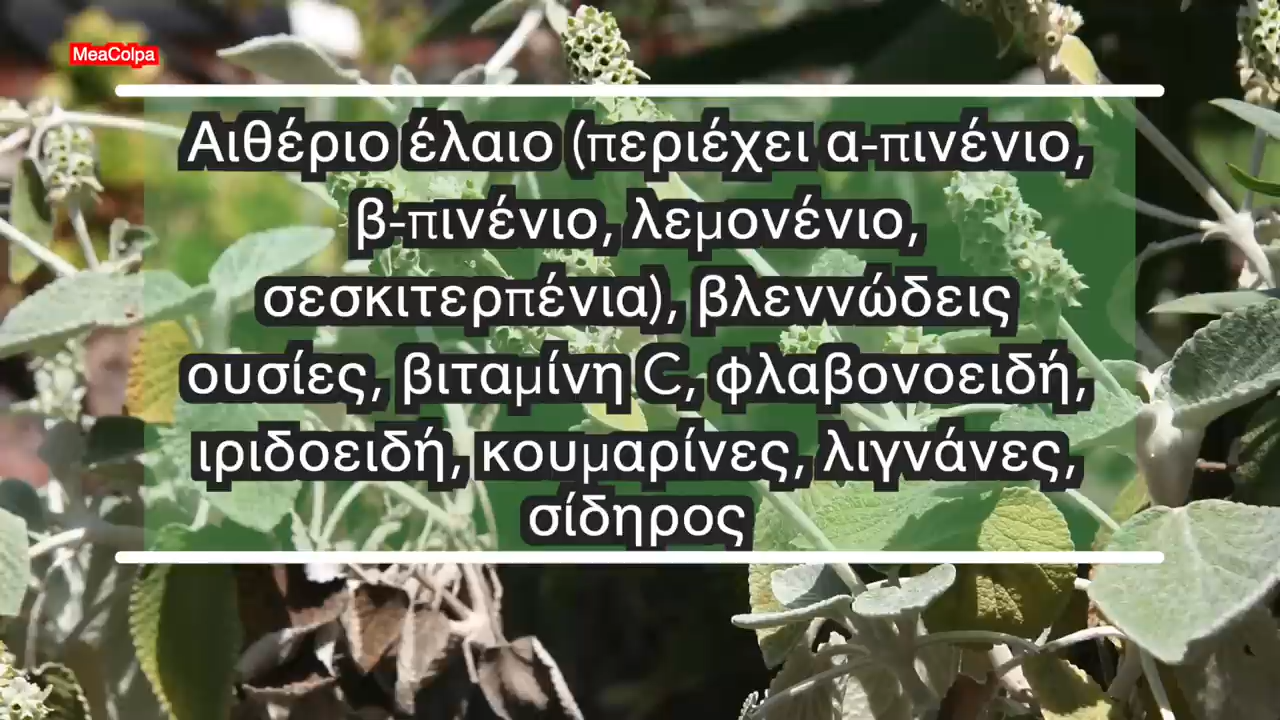 MeaColpa
Αιθέριο έλαιο (περιέχει α-πινένιο,
β-πινένιο, λεμονένιο,
σεσκιτερπένια), βλεννώδεις
ουσίες, βιταμίνη C, φλαβονοειδή,
ιριδοειδή, κουμαρίνες, λιγνάνες,
σίδηρος